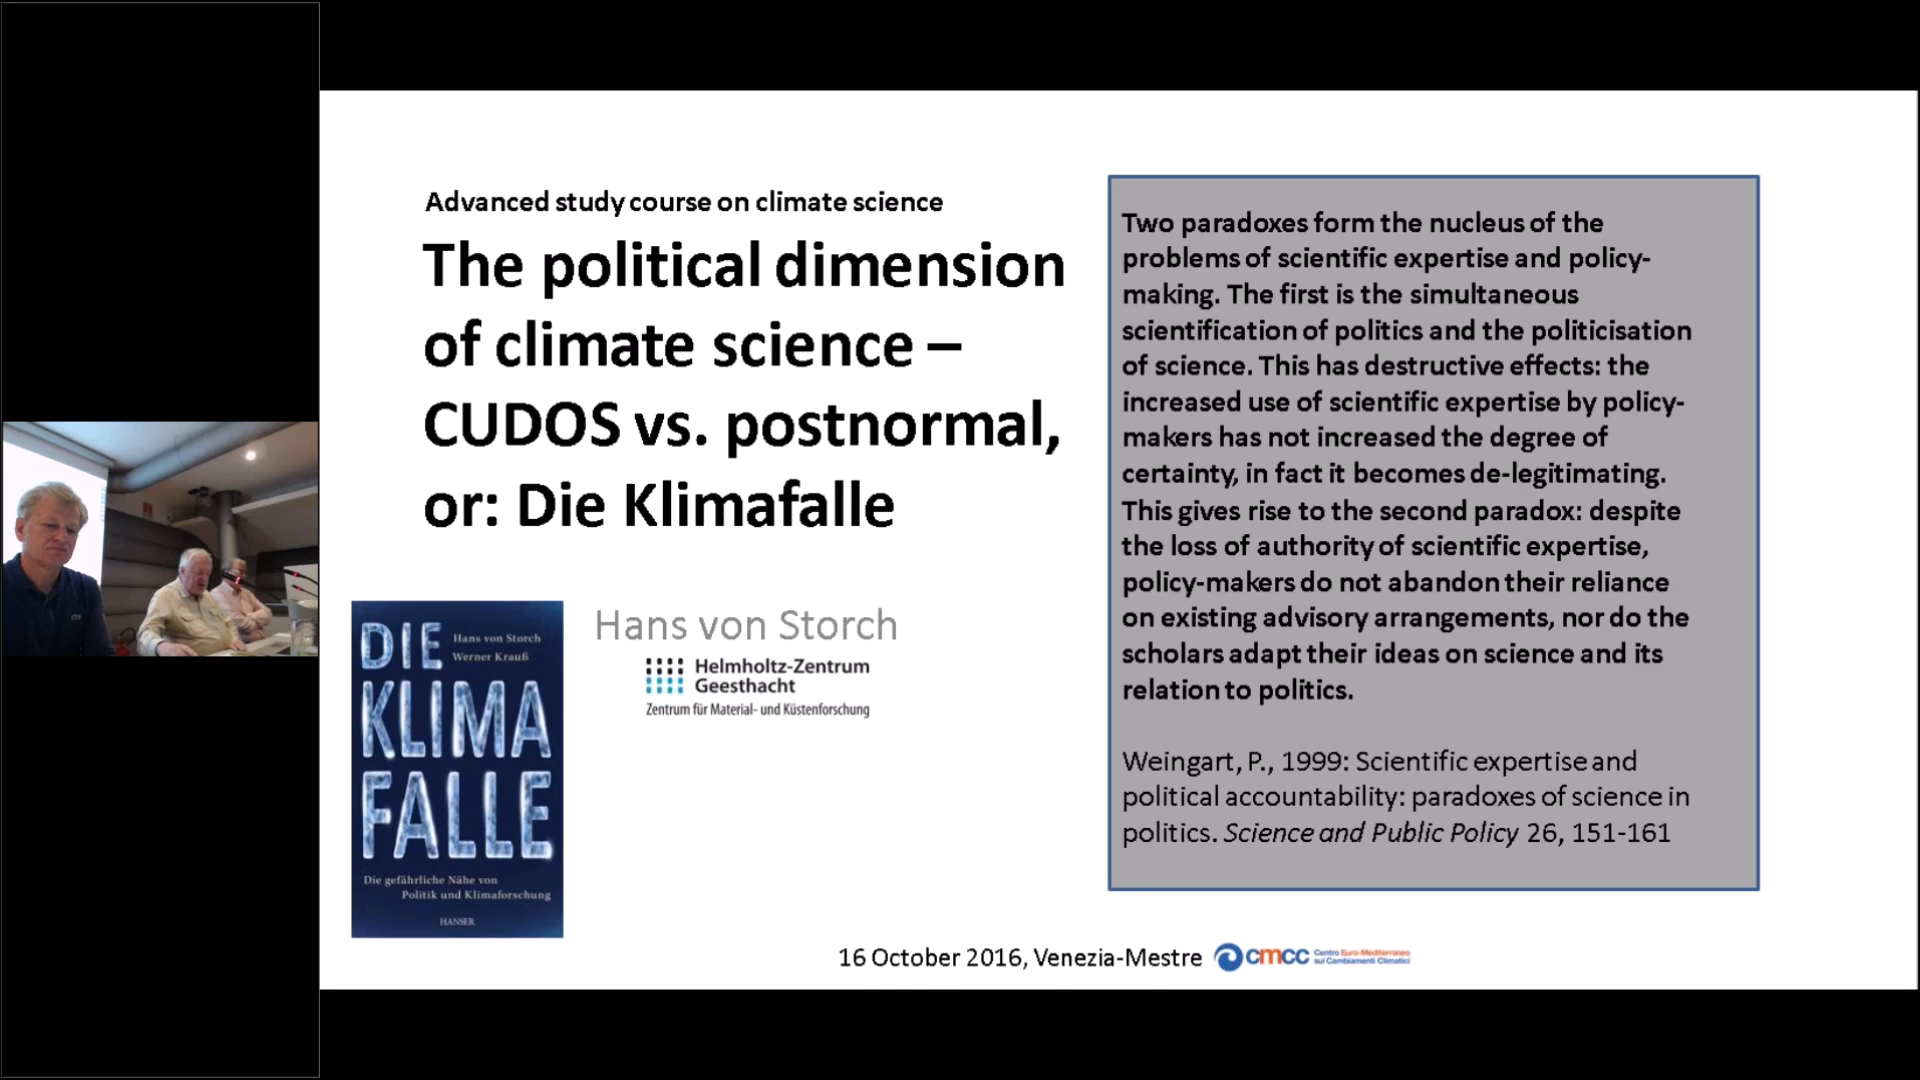 Advanced study course on climate science
The political dimension
of climate science –
CUDOS vs. postnormal,
or: Die Klimafalle
Hans von Storch
Helmholtz-Zentrum
Geesthacht
Zentrum für Material- und Küstenforschung
DIE
Hans von Storch
Werner Krauß
KLIMA
FALLE
Die gefährliche Nähe von
Politik und Klimaforschung
HANSER
Two paradoxes form the nucleus of the
problems of scientific expertise and policy-
making. The first is the simultaneous
scientification of politics and the politicisation
of science. This has destructive effects: the
increased use of scientific expertise by policy-
makers has not increased the degree of
certainty, in fact it becomes de-legitimating.
This gives rise to the second paradox: despite
the loss of authority of scientific expertise,
policy-makers do not abandon their reliance
on existing advisory arrangements, nor do the
scholars adapt their ideas on science and its
relation to politics.
Weingart, P., 1999: Scientific expertise and
political accountability: paradoxes of science in
politics. Science and Public Policy 26, 151-161
16 October 2016, Venezia-Mestre
cmcc
Centro Euro-Mediterraneo
sui Cambiamenti Climatici